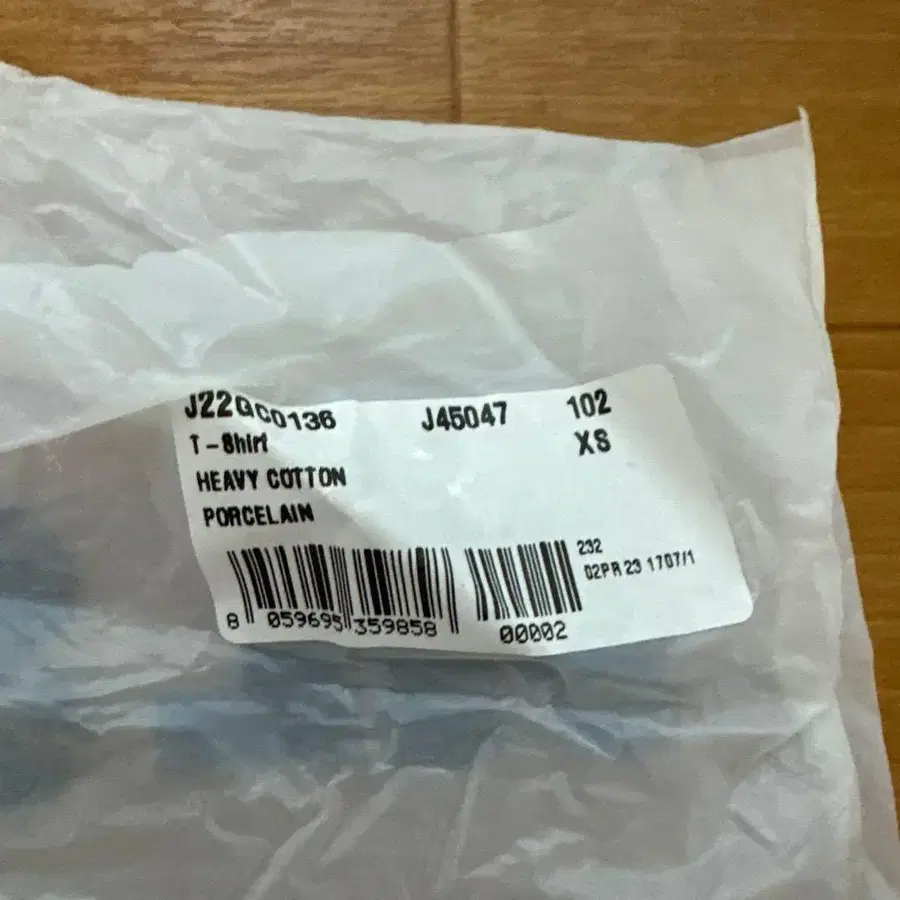 J22GC0136 J45047 102
T-Shirt XS
HEAVY COTTON
PORCELAIN
232
02PR 23 1707/1
8 059695 359858 00002